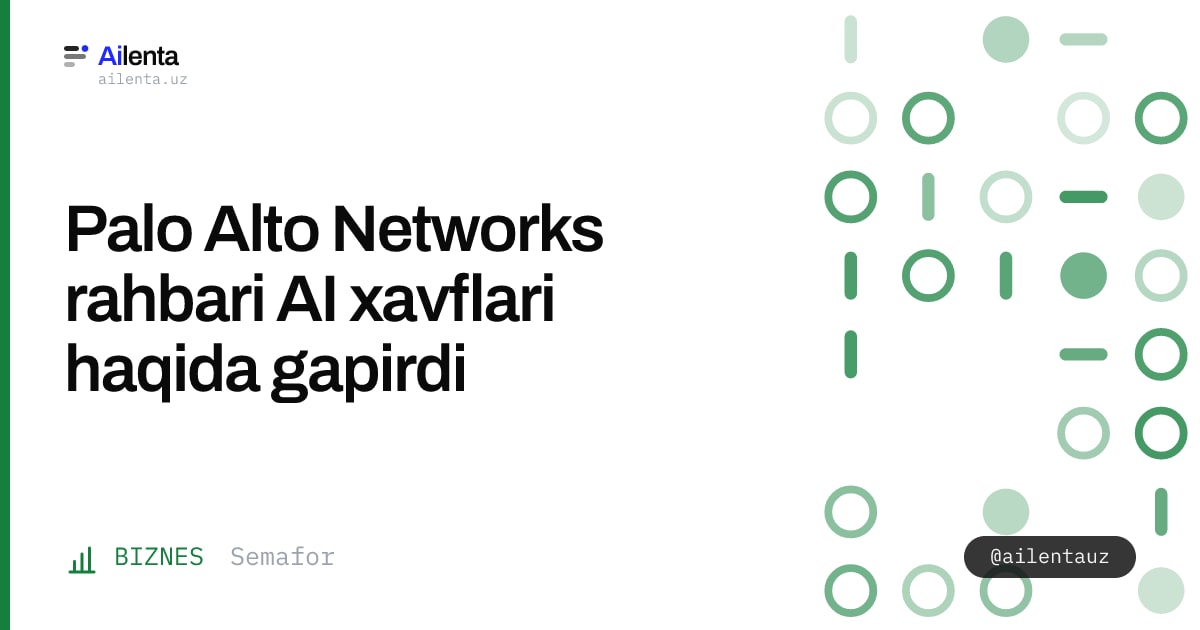 Ailenta
ailenta.uz
Palo Alto Networks
rahbari AI xavflari
haqida gapirdi
BIZNES Semafor
@ailentauz